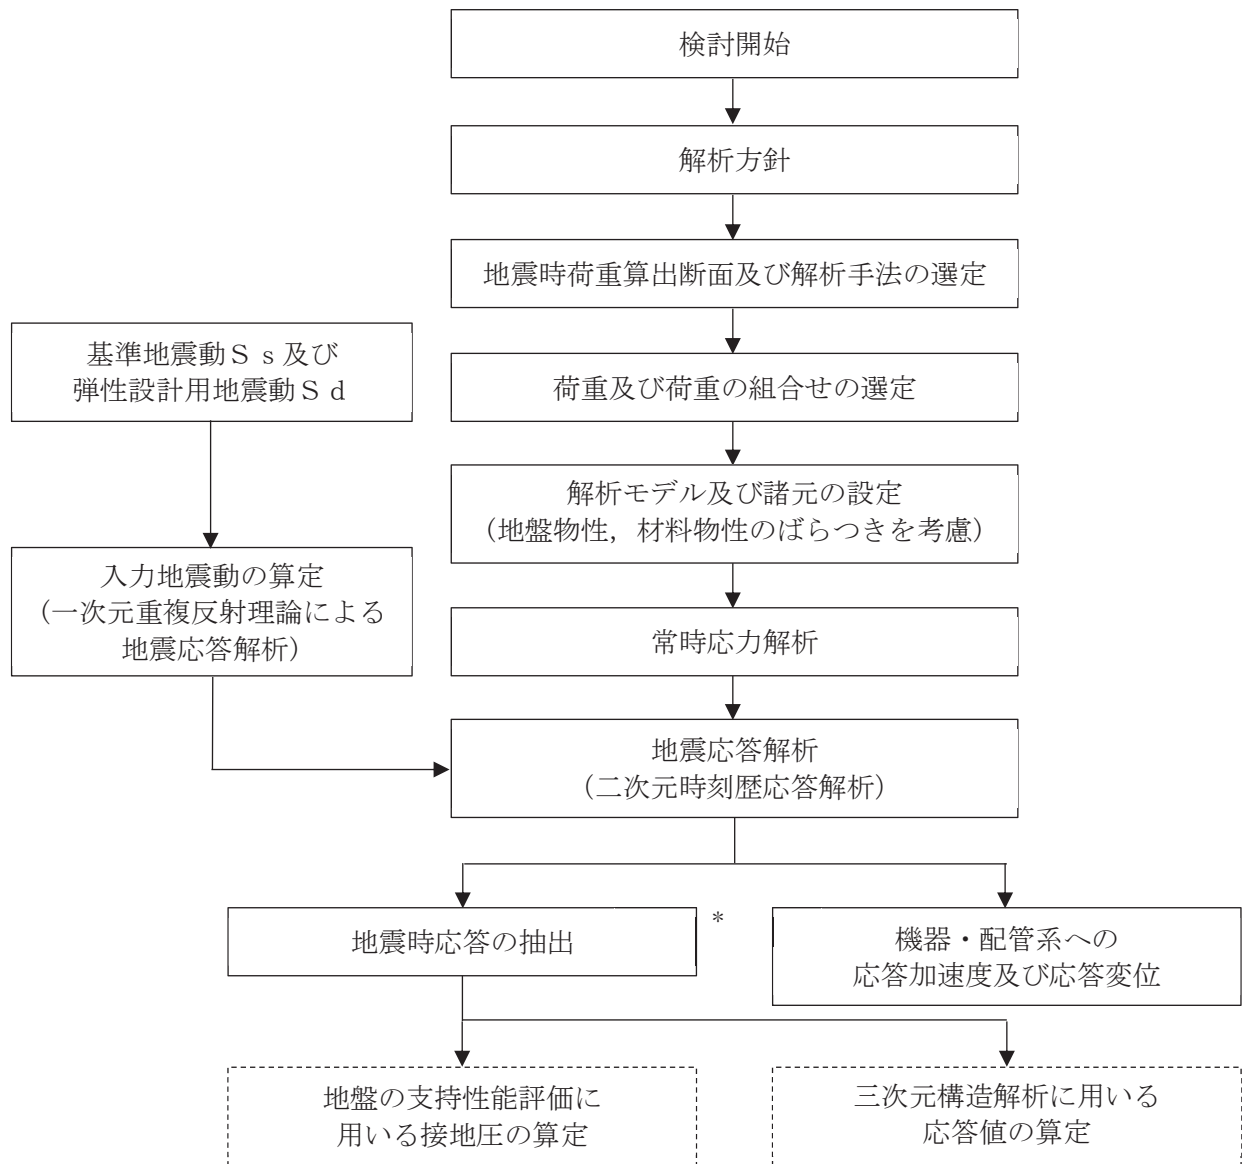 検討開始
解析方針
地震時荷重算出断面及び解析手法の選定
基準地震動Ｓｓ及び
弾性設計用地震動Ｓｄ
荷重及び荷重の組合せの選定
解析モデル及び諸元の設定
（地盤物性，材料物性のばらつきを考慮）
入力地震動の算定
（一次元重複反射理論による
地震応答解析）
常時応力解析
地震応答解析
（二次元時刻歴応答解析）
地震時応答の抽出
*
機器・配管系への
応答加速度及び応答変位
地盤の支持性能評価に
用いる接地圧の算定
三次元構造解析に用いる
応答値の算定